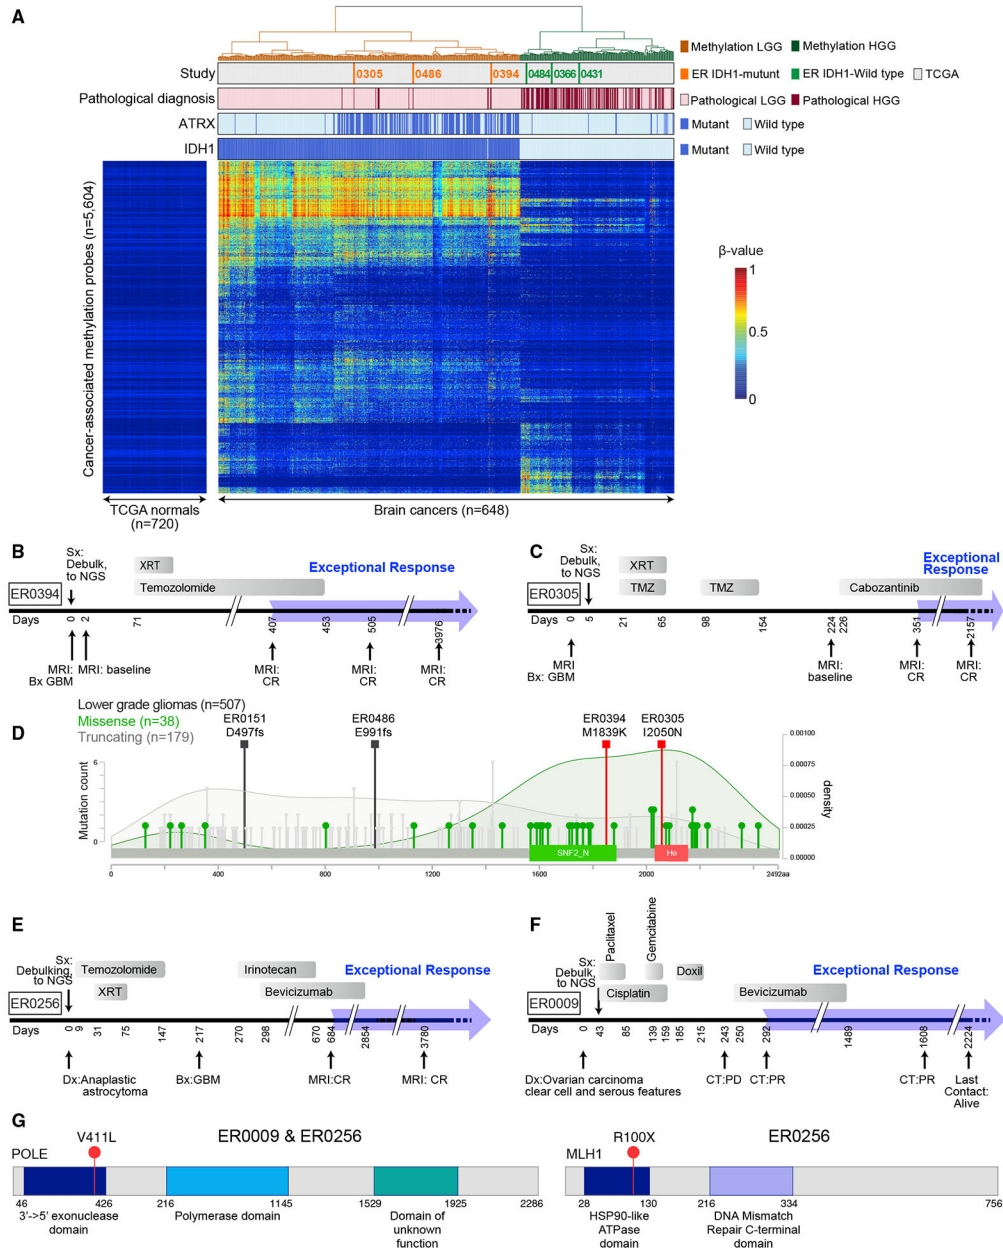 A
Study
0305
0486
0394
0484
0366
0431
Methylation LGG
Methylation HGG
ER IDH1-mutant
ER IDH1-Wild type
TCGA
Pathological diagnosis
Pathological LGG
Pathological HGG
ATRX
Mutant
Wild type
IDH1
Mutant
Wild type
Cancer-associated methylation probes (n=5,604)
β-value
1
0.5
0
TCGA normals
(n=720)
Brain cancers (n=648)
B
Sx:
Debulk,
to NGS
XRT
Temozolomide
Exceptional Response
ER0394
Days
0
2
71
407
453
505
3976
MRI:
Bx GBM
MRI: baseline
MRI:
CR
MRI:
CR
MRI:
CR
C
Sx:
Debulk,
to NGS
XRT
TMZ
TMZ
Cabozantinib
Exceptional
Response
ER0305
Days
0
5
21
65
98
154
224
226
351
2157
MRI
Bx: GBM
MRI:
baseline
MRI:
CR
MRI:
CR
D
Lower grade gliomas (n=507)
Missense (n=38)
Truncating (n=179)
ER0151
D497fs
ER0486
E991fs
ER0394
M1839K
ER0305
I2050N
Mutation count
6
0
0.00100
0.00075
0.00050
0.00025
0.00000
density
SNF2_N
He
0
400
800
1200
1600
2000
2492aa
E
Sx:
Debulking,
to NGS
Temozolomide
XRT
Irinotecan
Bevicizumab
Exceptional Response
ER0256
Days
0
9
31
75
147
217
270
298
670
684
2854
3780
Dx:Anaplastic
astrocytoma
Bx:GBM
MRI:CR
MRI: CR
F
Sx:
Debulk,
to NGS
Paclitaxel
Gemcitabine
Cisplatin
Doxil
Bevicizumab
Exceptional Response
ER0009
Days
0
43
85
139
159
185
215
243
250
292
1489
1608
2224
Dx:Ovarian carcinoma
clear cell and serous features
CT:PD
CT:PR
CT:PR
Last
Contact:
Alive
G
V411L
ER0009 & ER0256
POLE
46
426
216
1145
1529
1925
2286
3'->5' exonuclease
domain
Polymerase domain
Domain of
unknown
function
R100X
ER0256
MLH1
28
130
216
334
756
HSP90-like
ATPase
domain
DNA Mismatch
Repair C-terminal
domain